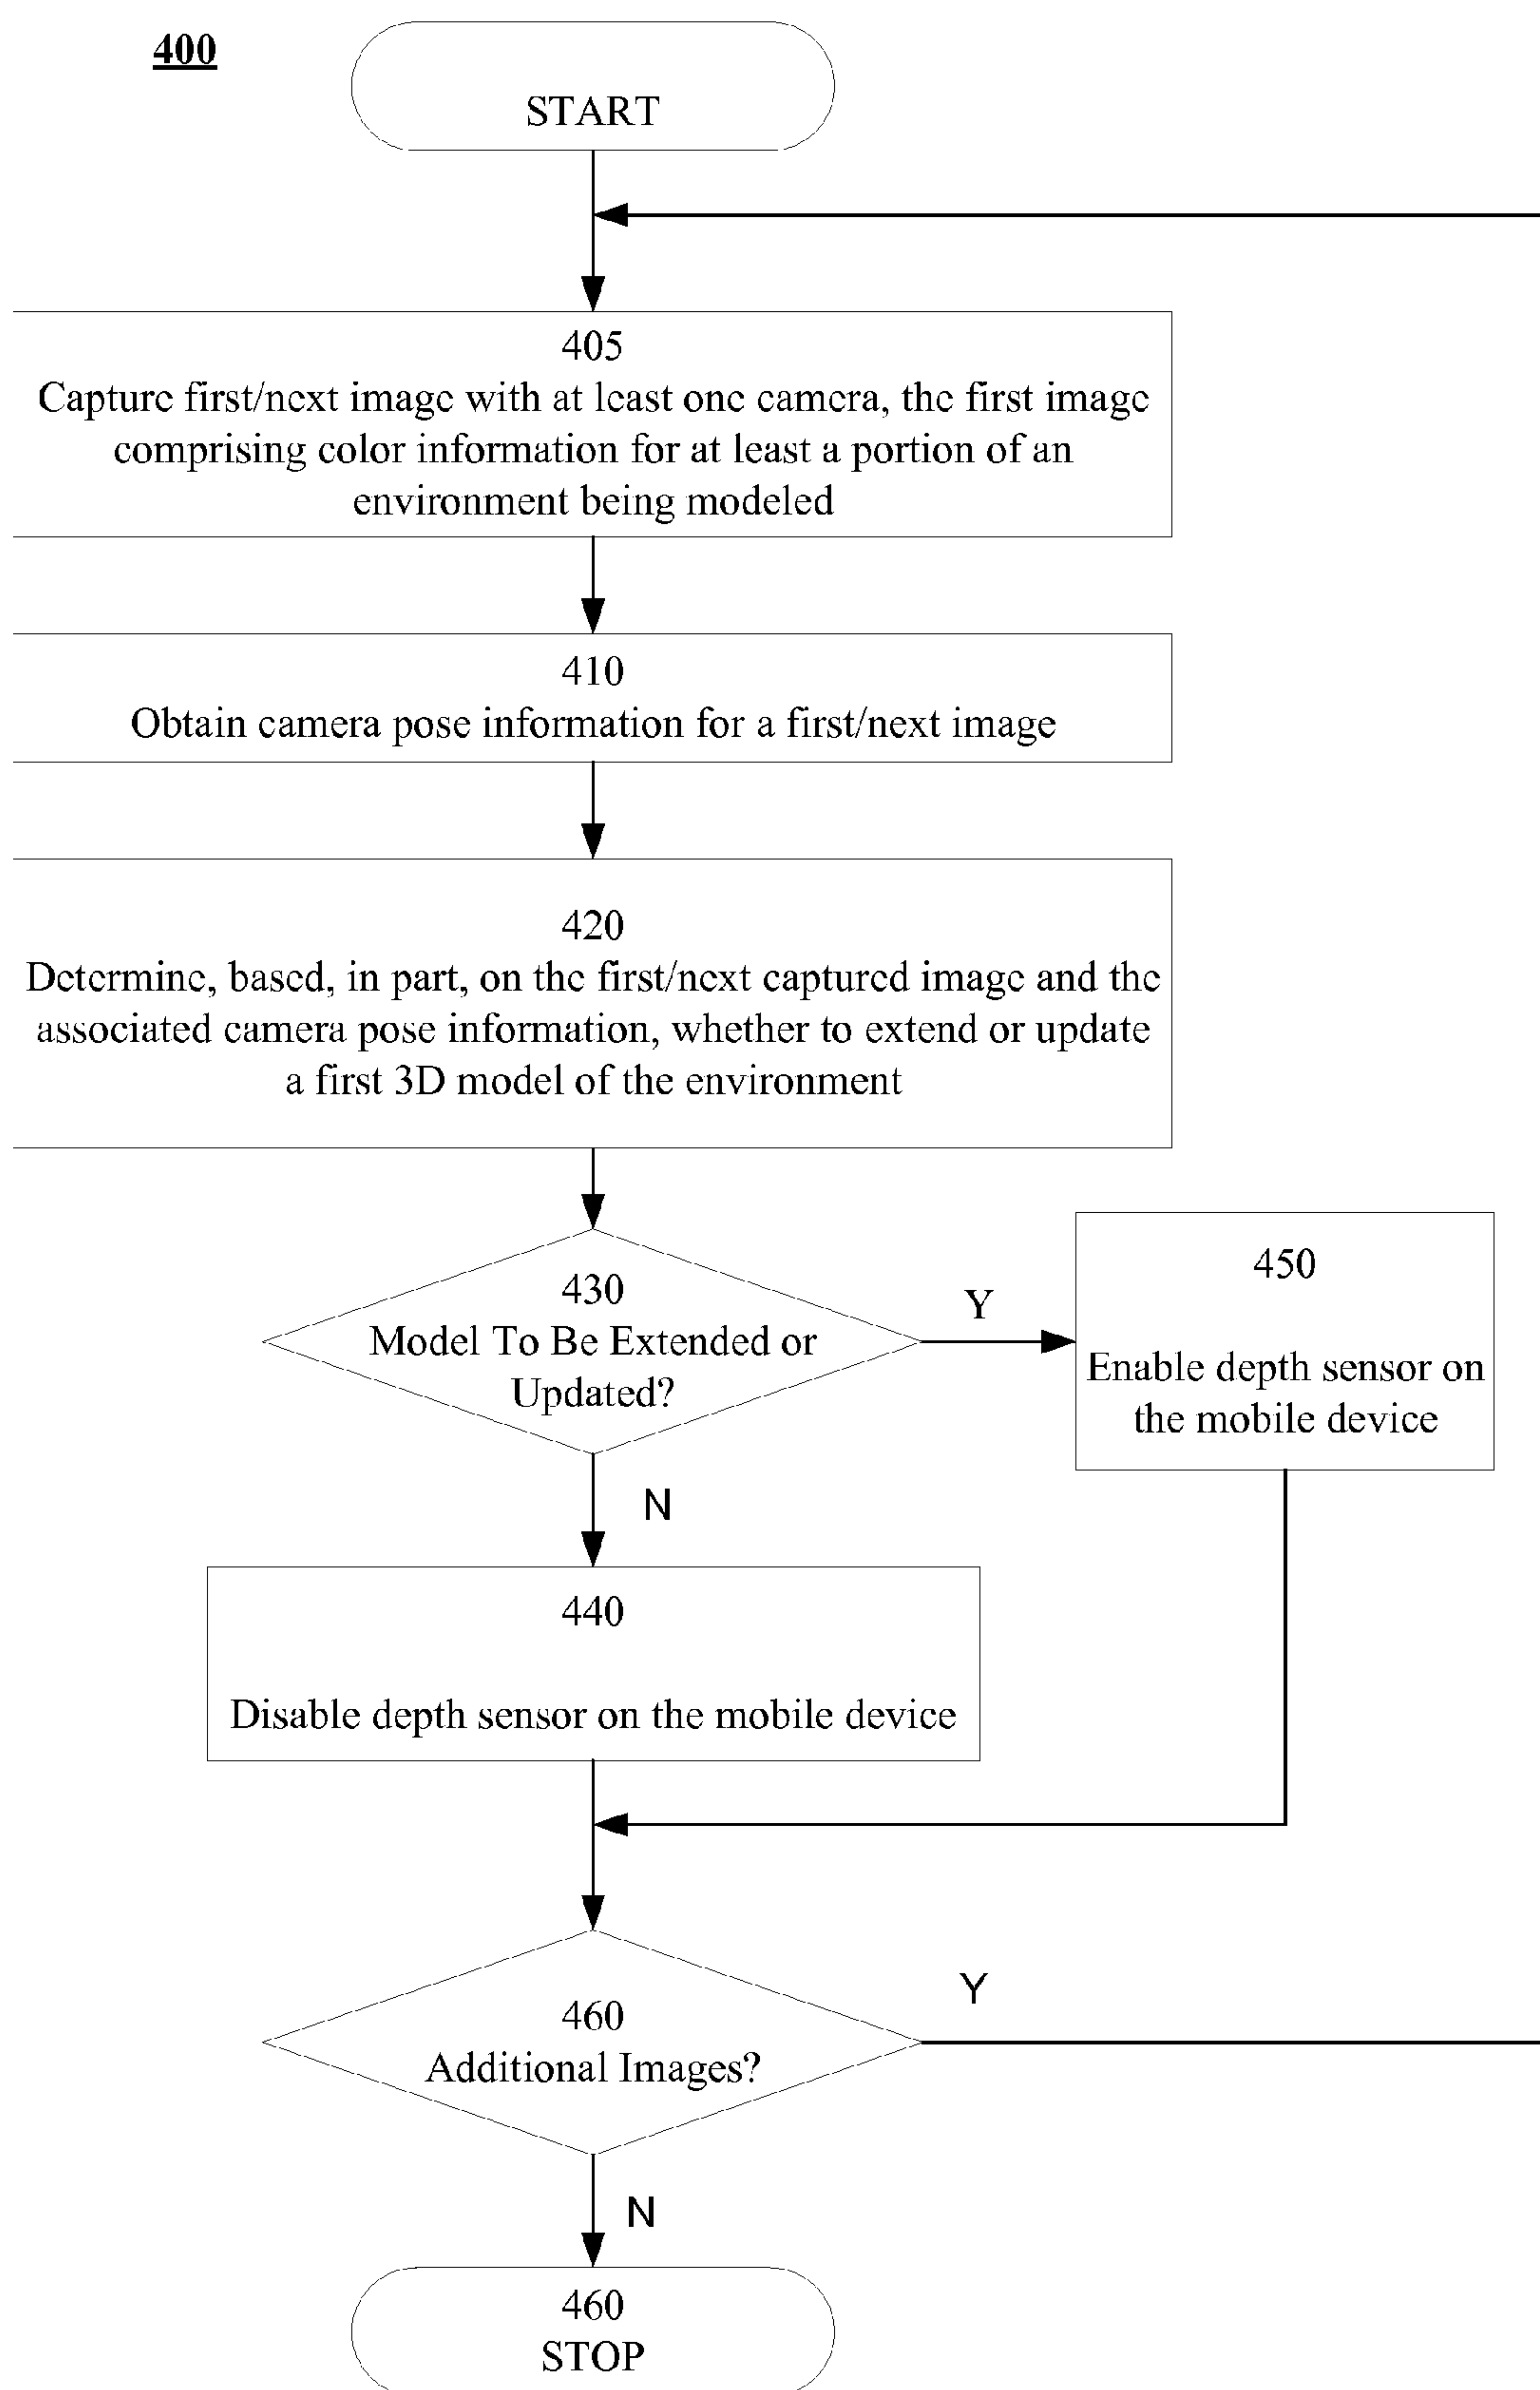 400
START
405
Capture first/next image with at least one camera, the first image
comprising color information for at least a portion of an
environment being modeled
410
Obtain camera pose information for a first/next image
420
Determine, based, in part, on the first/next captured image and the
associated camera pose information, whether to extend or update
a first 3D model of the environment
430
Model To Be Extended or
Updated?
Y
450
Enable depth sensor on
the mobile device
N
440
Disable depth sensor on the mobile device
460
Additional Images?
Y
N
460
STOP